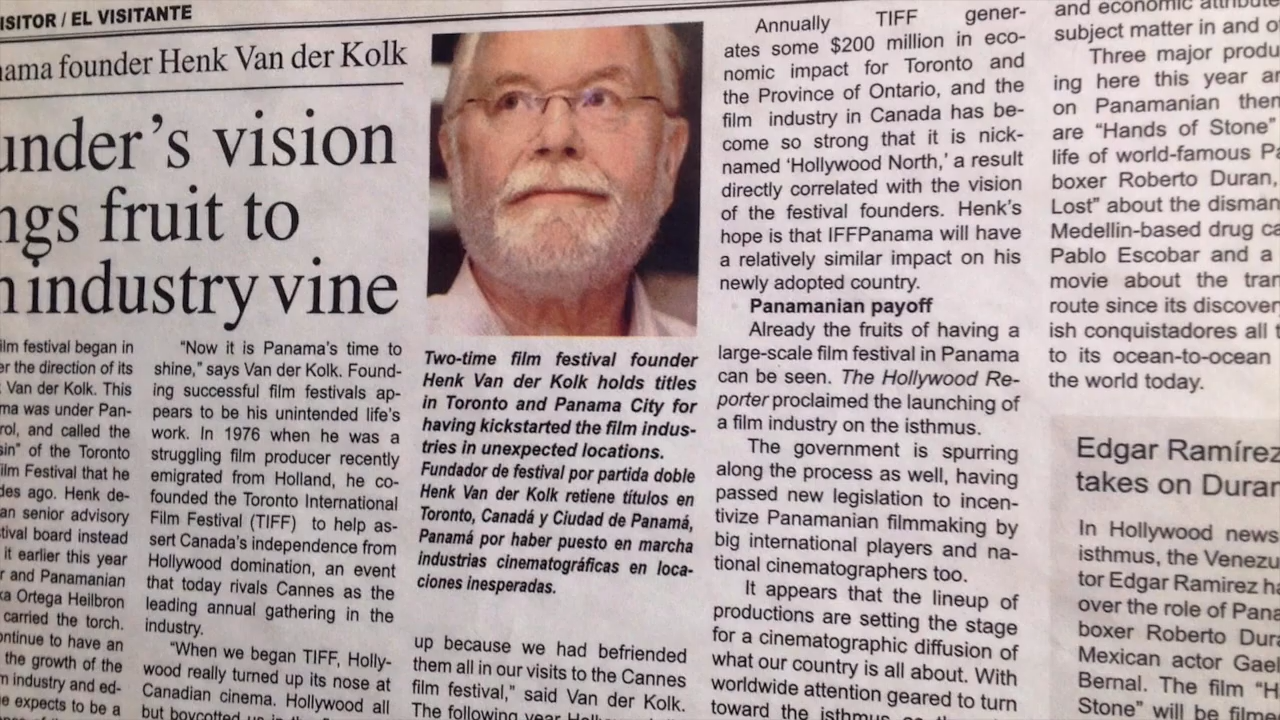 ISITOR / EL VISITANTE
ama founder Henk Van der Kolk
under's vision
ngs fruit to
industry vine
ilm festival began in
er the direction of its
Van der Kolk. This
ma was under Pan-
rol, and called the
sin" of the Toronto
ilm Festival that he
des ago. Henk de-
an senior advisory
tival board instead
it earlier this year
r and Panamanian
ka Ortega Heilbron
carried the torch.
ontinue to have an
the growth of the
m industry and ed-
e expects to be a
"Now it is Panama's time to
shine," says Van der Kolk. Found-
ing successful film festivals ap-
pears to be his unintended life's
work. In 1976 when he was a
struggling film producer recently
emigrated from Holland, he co-
founded the Toronto International
Film Festival (TIFF) to help as-
sert Canada's independence from
Hollywood domination, an event
that today rivals Cannes as the
leading annual gathering in the
industry.
"When we began TIFF, Holly-
wood really turned up its nose at
Canadian cinema. Hollywood all
but boycotted us in the
Two-time film festival founder
Henk Van der Kolk holds titles
in Toronto and Panama City for
having kickstarted the film indus-
tries in unexpected locations.
Fundador de festival por partida doble
Henk Van der Kolk retiene títulos en
Toronto, Canadá y Ciudad de Panamá,
Panamá por haber puesto en marcha
industrias cinematográficas en loca-
ciones inesperadas.
up because we had befriended
them all in our visits to the Cannes
film festival," said Van der Kolk.
The following year
Annually TIFF gener-
ates some $200 million in eco-
nomic impact for Toronto and
the Province of Ontario, and the
film industry in Canada has be-
come so strong that it is nick-
named 'Hollywood North,' a result
directly correlated with the vision
of the festival founders. Henk's
hope is that IFFPanama will have
a relatively similar impact on his
newly adopted country.
Panamanian payoff
Already the fruits of having a
large-scale film festival in Panama
can be seen. The Hollywood Re-
porter proclaimed the launching of
a film industry on the isthmus.
The government is spurring
along the process as well, having
passed new legislation to incen-
tivize Panamanian filmmaking by
big international players and na-
tional cinematographers too.
It appears that the lineup of
productions are setting the stage
for a cinematographic diffusion of
what our country is all about. With
worldwide attention geared to turn
toward the isthmus
and economic attribute
subject matter in and o
Three major produ
ing here this year ar
on Panamanian them
are "Hands of Stone"
life of world-famous Pa
boxer Roberto Duran,
Lost" about the disman
Medellin-based drug ca
Pablo Escobar and a
movie about the tran
route since its discover
ish conquistadores all t
to its ocean-to-ocean
the world today.
Edgar Ramírez
takes on Duran
In Hollywood news
isthmus, the Venezu
tor Edgar Ramirez ha
over the role of Pana
boxer Roberto Dura
Mexican actor Gael
Bernal. The film "H
Stone" will be filme